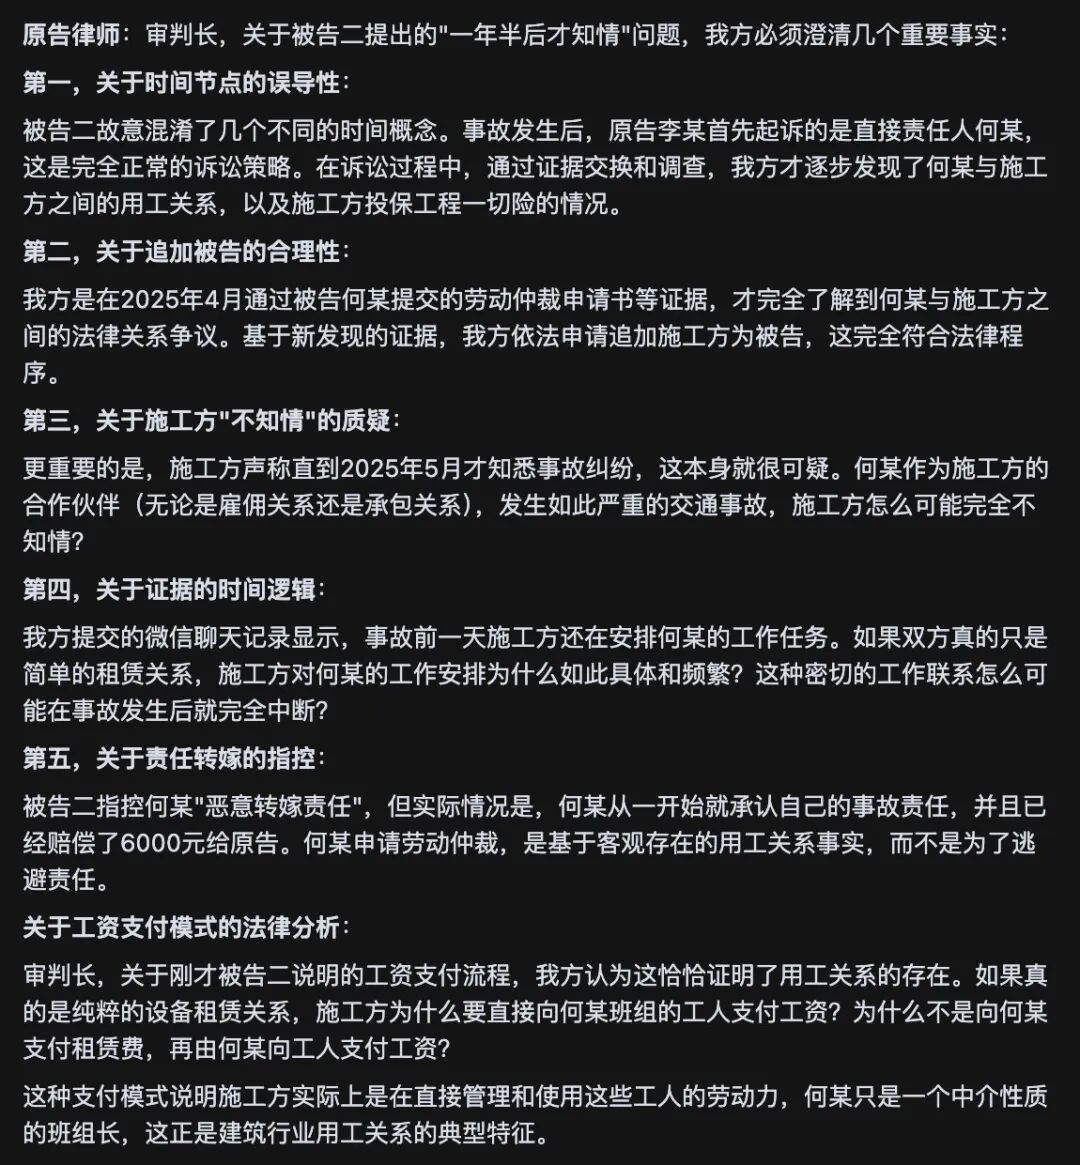 原告律师：审判长，关于被告二提出的"一年半后才知情"问题，我方必须澄清几个重要事实：
第一，关于时间节点的误导性：
被告二故意混淆了几个不同的时间概念。事故发生后，原告李某首先起诉的是直接责任人何某，
这是完全正常的诉讼策略。在诉讼过程中，通过证据交换和调查，我方才逐步发现了何某与施工
方之间的用工关系，以及施工方投保工程一切险的情况。
第二，关于追加被告的合理性：
我方是在2025年4月通过被告何某提交的劳动仲裁申请书等证据，才完全了解到何某与施工方之
间的法律关系争议。基于新发现的证据，我方依法申请追加施工方为被告，这完全符合法律程
序。
第三，关于施工方"不知情"的质疑：
更重要的是，施工方声称直到2025年5月才知悉事故纠纷，这本身就很可疑。何某作为施工方的
合作伙伴（无论是雇佣关系还是承包关系），发生如此严重的交通事故，施工方怎么可能完全不
知情？
第四，关于证据的时间逻辑：
我方提交的微信聊天记录显示，事故前一天施工方还在安排何某的工作任务。如果双方真的只是
简单的租赁关系，施工方对何某的工作安排为什么如此具体和频繁？这种密切的工作联系怎么可
能在事故发生后就完全中断？
第五，关于责任转嫁的指控：
被告二指控何某"恶意转嫁责任"，但实际情况是，何某从一开始就承认自己的事故责任，并且已
经赔偿了6000元给原告。何某申请劳动仲裁，是基于客观存在的用工关系事实，而不是为了逃
避责任。
关于工资支付模式的法律分析：
审判长，关于刚才被告二说明的工资支付流程，我方认为这恰恰证明了用工关系的存在。如果真
的是纯粹的设备租赁关系，施工方为什么要直接向何某班组的工人支付工资？为什么不是向何某
支付租赁费，再由何某向工人支付工资？
这种支付模式说明施工方实际上是在直接管理和使用这些工人的劳动力，何某只是一个中介性质
的班组长，这正是建筑行业用工关系的典型特征。